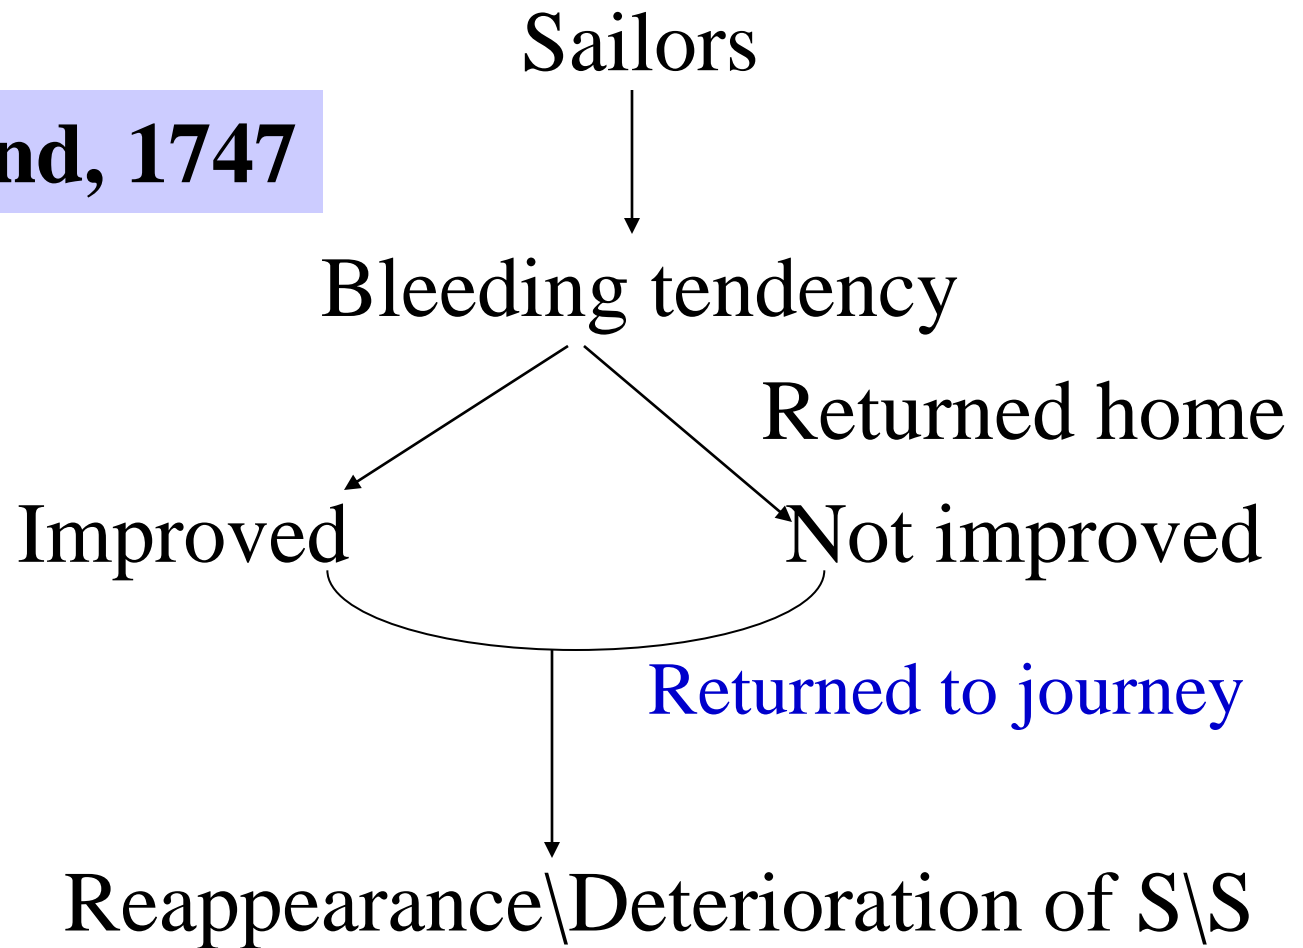 Sailors
nd, 1747
Bleeding tendency
Returned home
Improved Not improved
Returned to journey
Reappearance\Deterioration of S\S